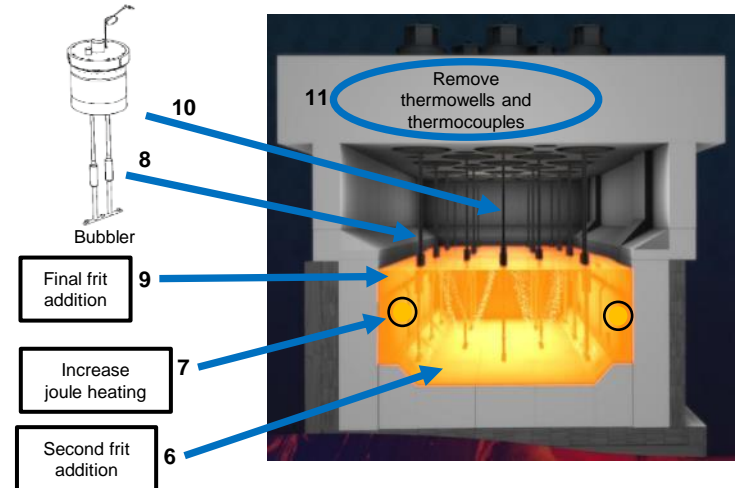 11
Remove
thermowells and
thermocouples
10
8
Bubbler
9
Final frit
addition
7
Increase
joule heating
6
Second frit
addition